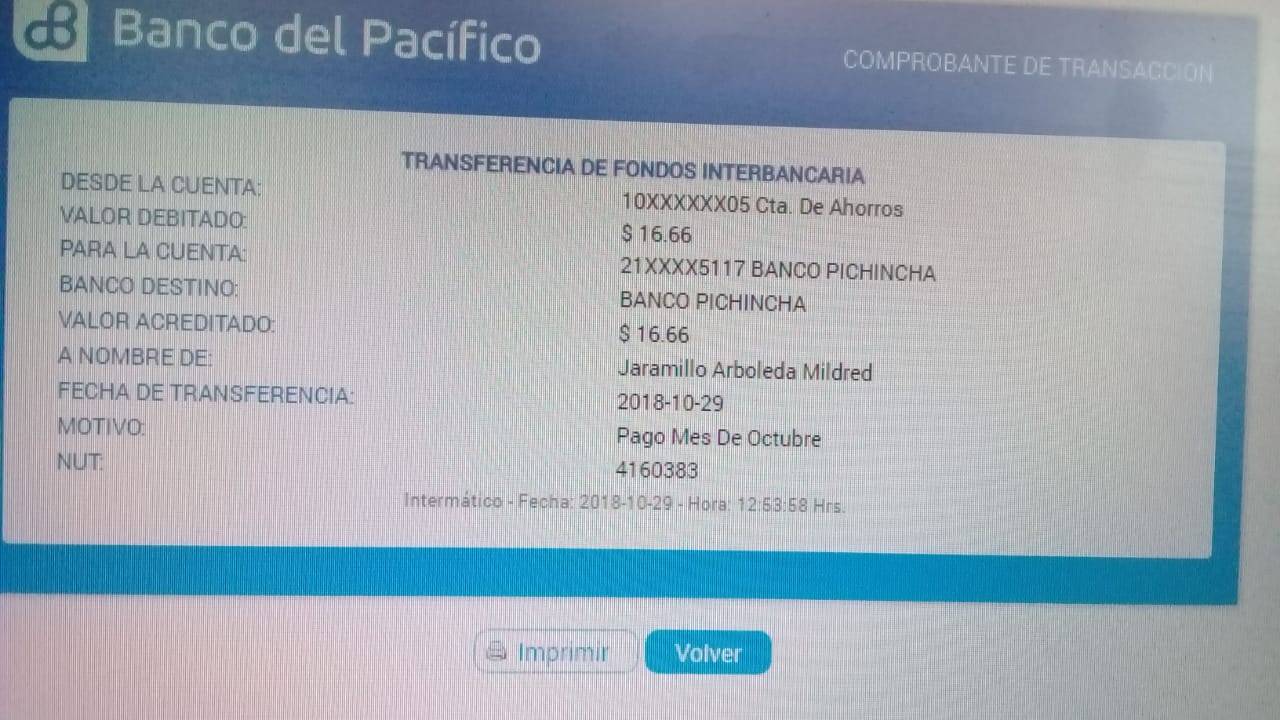 Banco del Pacífico
COMPROBANTE DE TRANSACCIÓN
TRANSFERENCIA DE FONDOS INTERBANCARIA
DESDE LA CUENTA: 10XXXXXX05 Cta. De Ahorros
VALOR DEBITADO: $ 16.66
PARA LA CUENTA: 21XXXX5117 BANCO PICHINCHA
BANCO DESTINO: BANCO PICHINCHA
VALOR ACREDITADO: $ 16.66
A NOMBRE DE: Jaramillo Arboleda Mildred
FECHA DE TRANSFERENCIA: 2018-10-29
MOTIVO: Pago Mes De Octubre
NUT: 4160383
Intermático - Fecha: 2018-10-29 - Hora: 12:53:58 Hrs.
Imprimir
Volver